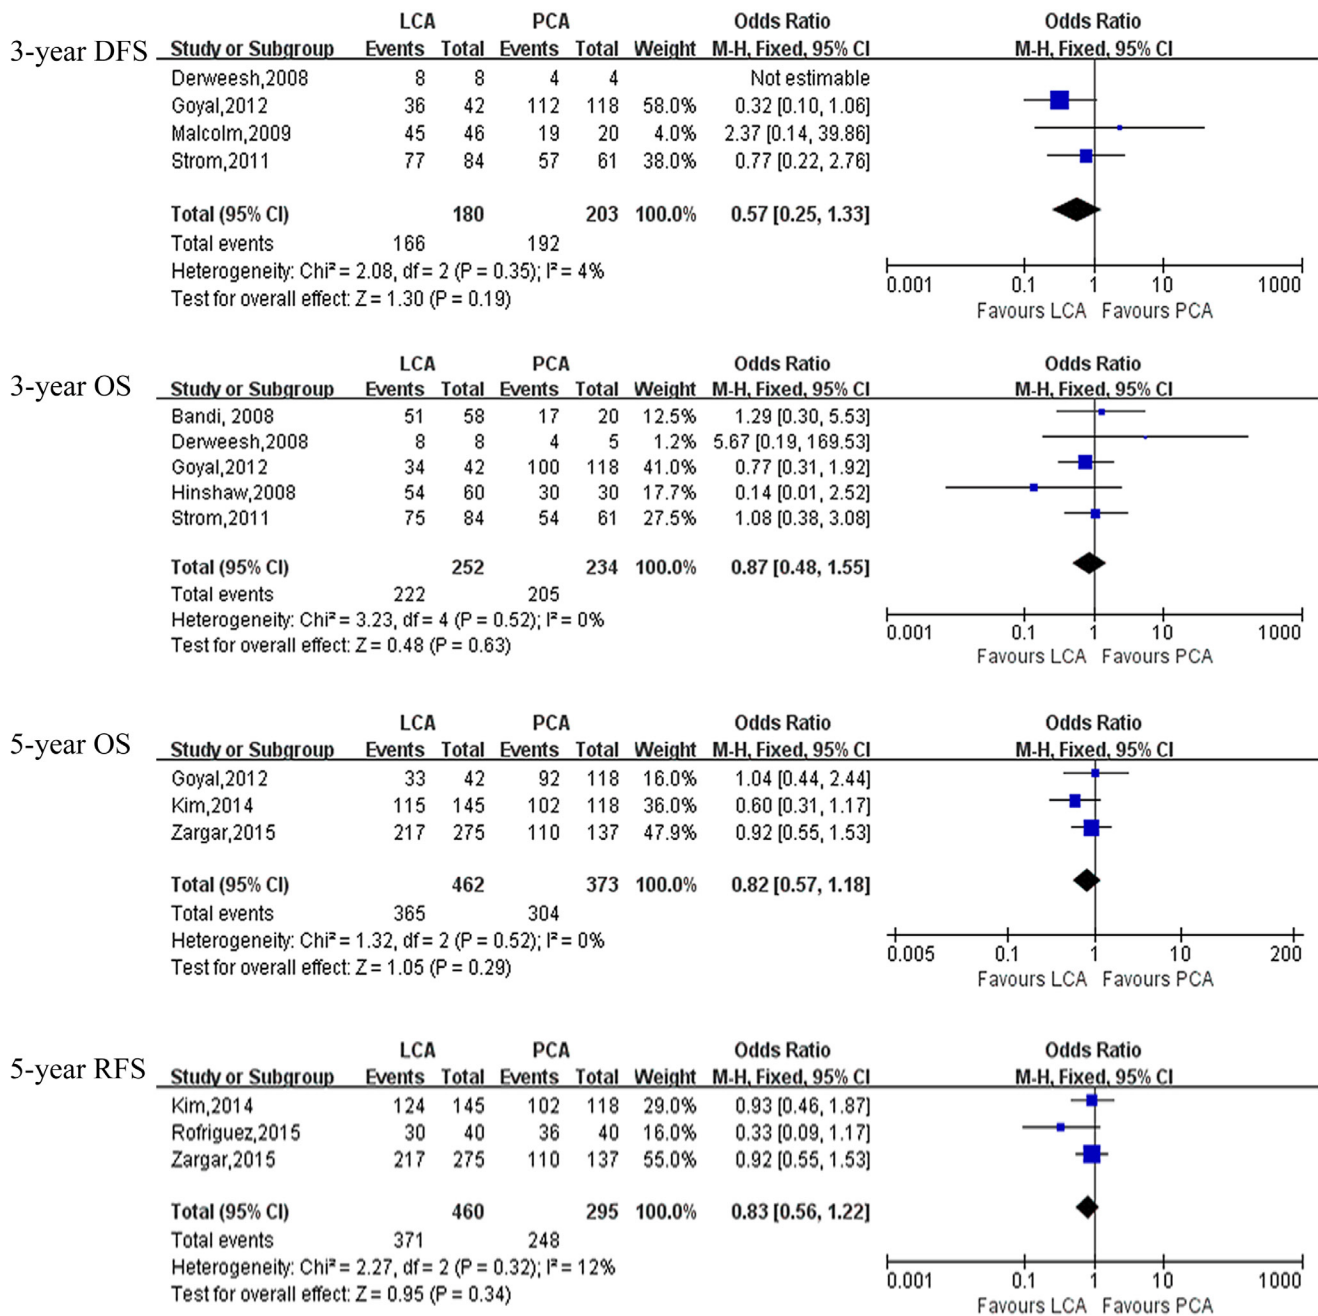 LCA PCA Odds Ratio Odds Ratio
3-year DFS Study or Subgroup Events Total Events Total Weight M-H, Fixed, 95% CI M-H, Fixed, 95% CI
Derweesh,2008 8 8 4 4 Not estimable
Goyal,2012 36 42 112 118 58.0% 0.32 [0.10, 1.06]
Malcolm,2009 45 46 19 20 4.0% 2.37 [0.14, 39.86]
Strom,2011 77 84 57 61 38.0% 0.77 [0.22, 2.76]
Total (95% CI) 180 203 100.0% 0.57 [0.25, 1.33]
Total events 166 192
Heterogeneity: Chi² = 2.08, df = 2 (P = 0.35); I² = 4%
Test for overall effect: Z = 1.30 (P = 0.19)
0.001 0.1 1 10 1000
Favours LCA Favours PCA
LCA PCA Odds Ratio Odds Ratio
3-year OS Study or Subgroup Events Total Events Total Weight M-H, Fixed, 95% CI M-H, Fixed, 95% CI
Bandi, 2008 51 58 17 20 12.5% 1.29 [0.30, 5.53]
Derweesh,2008 8 8 4 5 1.2% 5.67 [0.19, 169.53]
Goyal,2012 34 42 100 118 41.0% 0.77 [0.31, 1.92]
Hinshaw,2008 54 60 30 30 17.7% 0.14 [0.01, 2.52]
Strom,2011 75 84 54 61 27.5% 1.08 [0.38, 3.08]
Total (95% CI) 252 234 100.0% 0.87 [0.48, 1.55]
Total events 222 205
Heterogeneity: Chi² = 3.23, df = 4 (P = 0.52); I² = 0%
Test for overall effect: Z = 0.48 (P = 0.63)
0.001 0.1 1 10 1000
Favours LCA Favours PCA
LCA PCA Odds Ratio Odds Ratio
5-year OS Study or Subgroup Events Total Events Total Weight M-H, Fixed, 95% CI M-H, Fixed, 95% CI
Goyal,2012 33 42 92 118 16.0% 1.04 [0.44, 2.44]
Kim,2014 115 145 102 118 36.0% 0.60 [0.31, 1.17]
Zargar,2015 217 275 110 137 47.9% 0.92 [0.55, 1.53]
Total (95% CI) 462 373 100.0% 0.82 [0.57, 1.18]
Total events 365 304
Heterogeneity: Chi² = 1.32, df = 2 (P = 0.52); I² = 0%
Test for overall effect: Z = 1.05 (P = 0.29)
0.005 0.1 1 10 200
Favours LCA Favours PCA
LCA PCA Odds Ratio Odds Ratio
5-year RFS Study or Subgroup Events Total Events Total Weight M-H, Fixed, 95% CI M-H, Fixed, 95% CI
Kim,2014 124 145 102 118 29.0% 0.93 [0.46, 1.87]
Rofriguez,2015 30 40 36 40 16.0% 0.33 [0.09, 1.17]
Zargar,2015 217 275 110 137 55.0% 0.92 [0.55, 1.53]
Total (95% CI) 460 295 100.0% 0.83 [0.56, 1.22]
Total events 371 248
Heterogeneity: Chi² = 2.27, df = 2 (P = 0.32); I² = 12%
Test for overall effect: Z = 0.95 (P = 0.34)
0.001 0.1 1 10 1000
Favours LCA Favours PCA